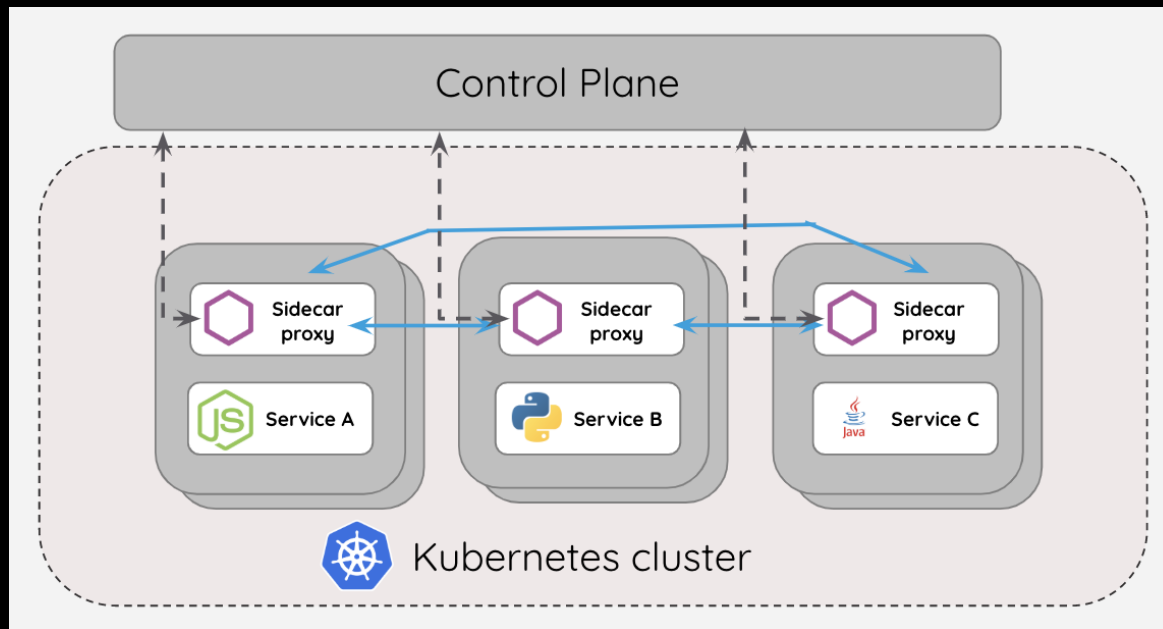 Control Plane
Sidecar
proxy
Sidecar
proxy
Sidecar
proxy
JS
Service A
Service B
Java
Service C
Kubernetes cluster